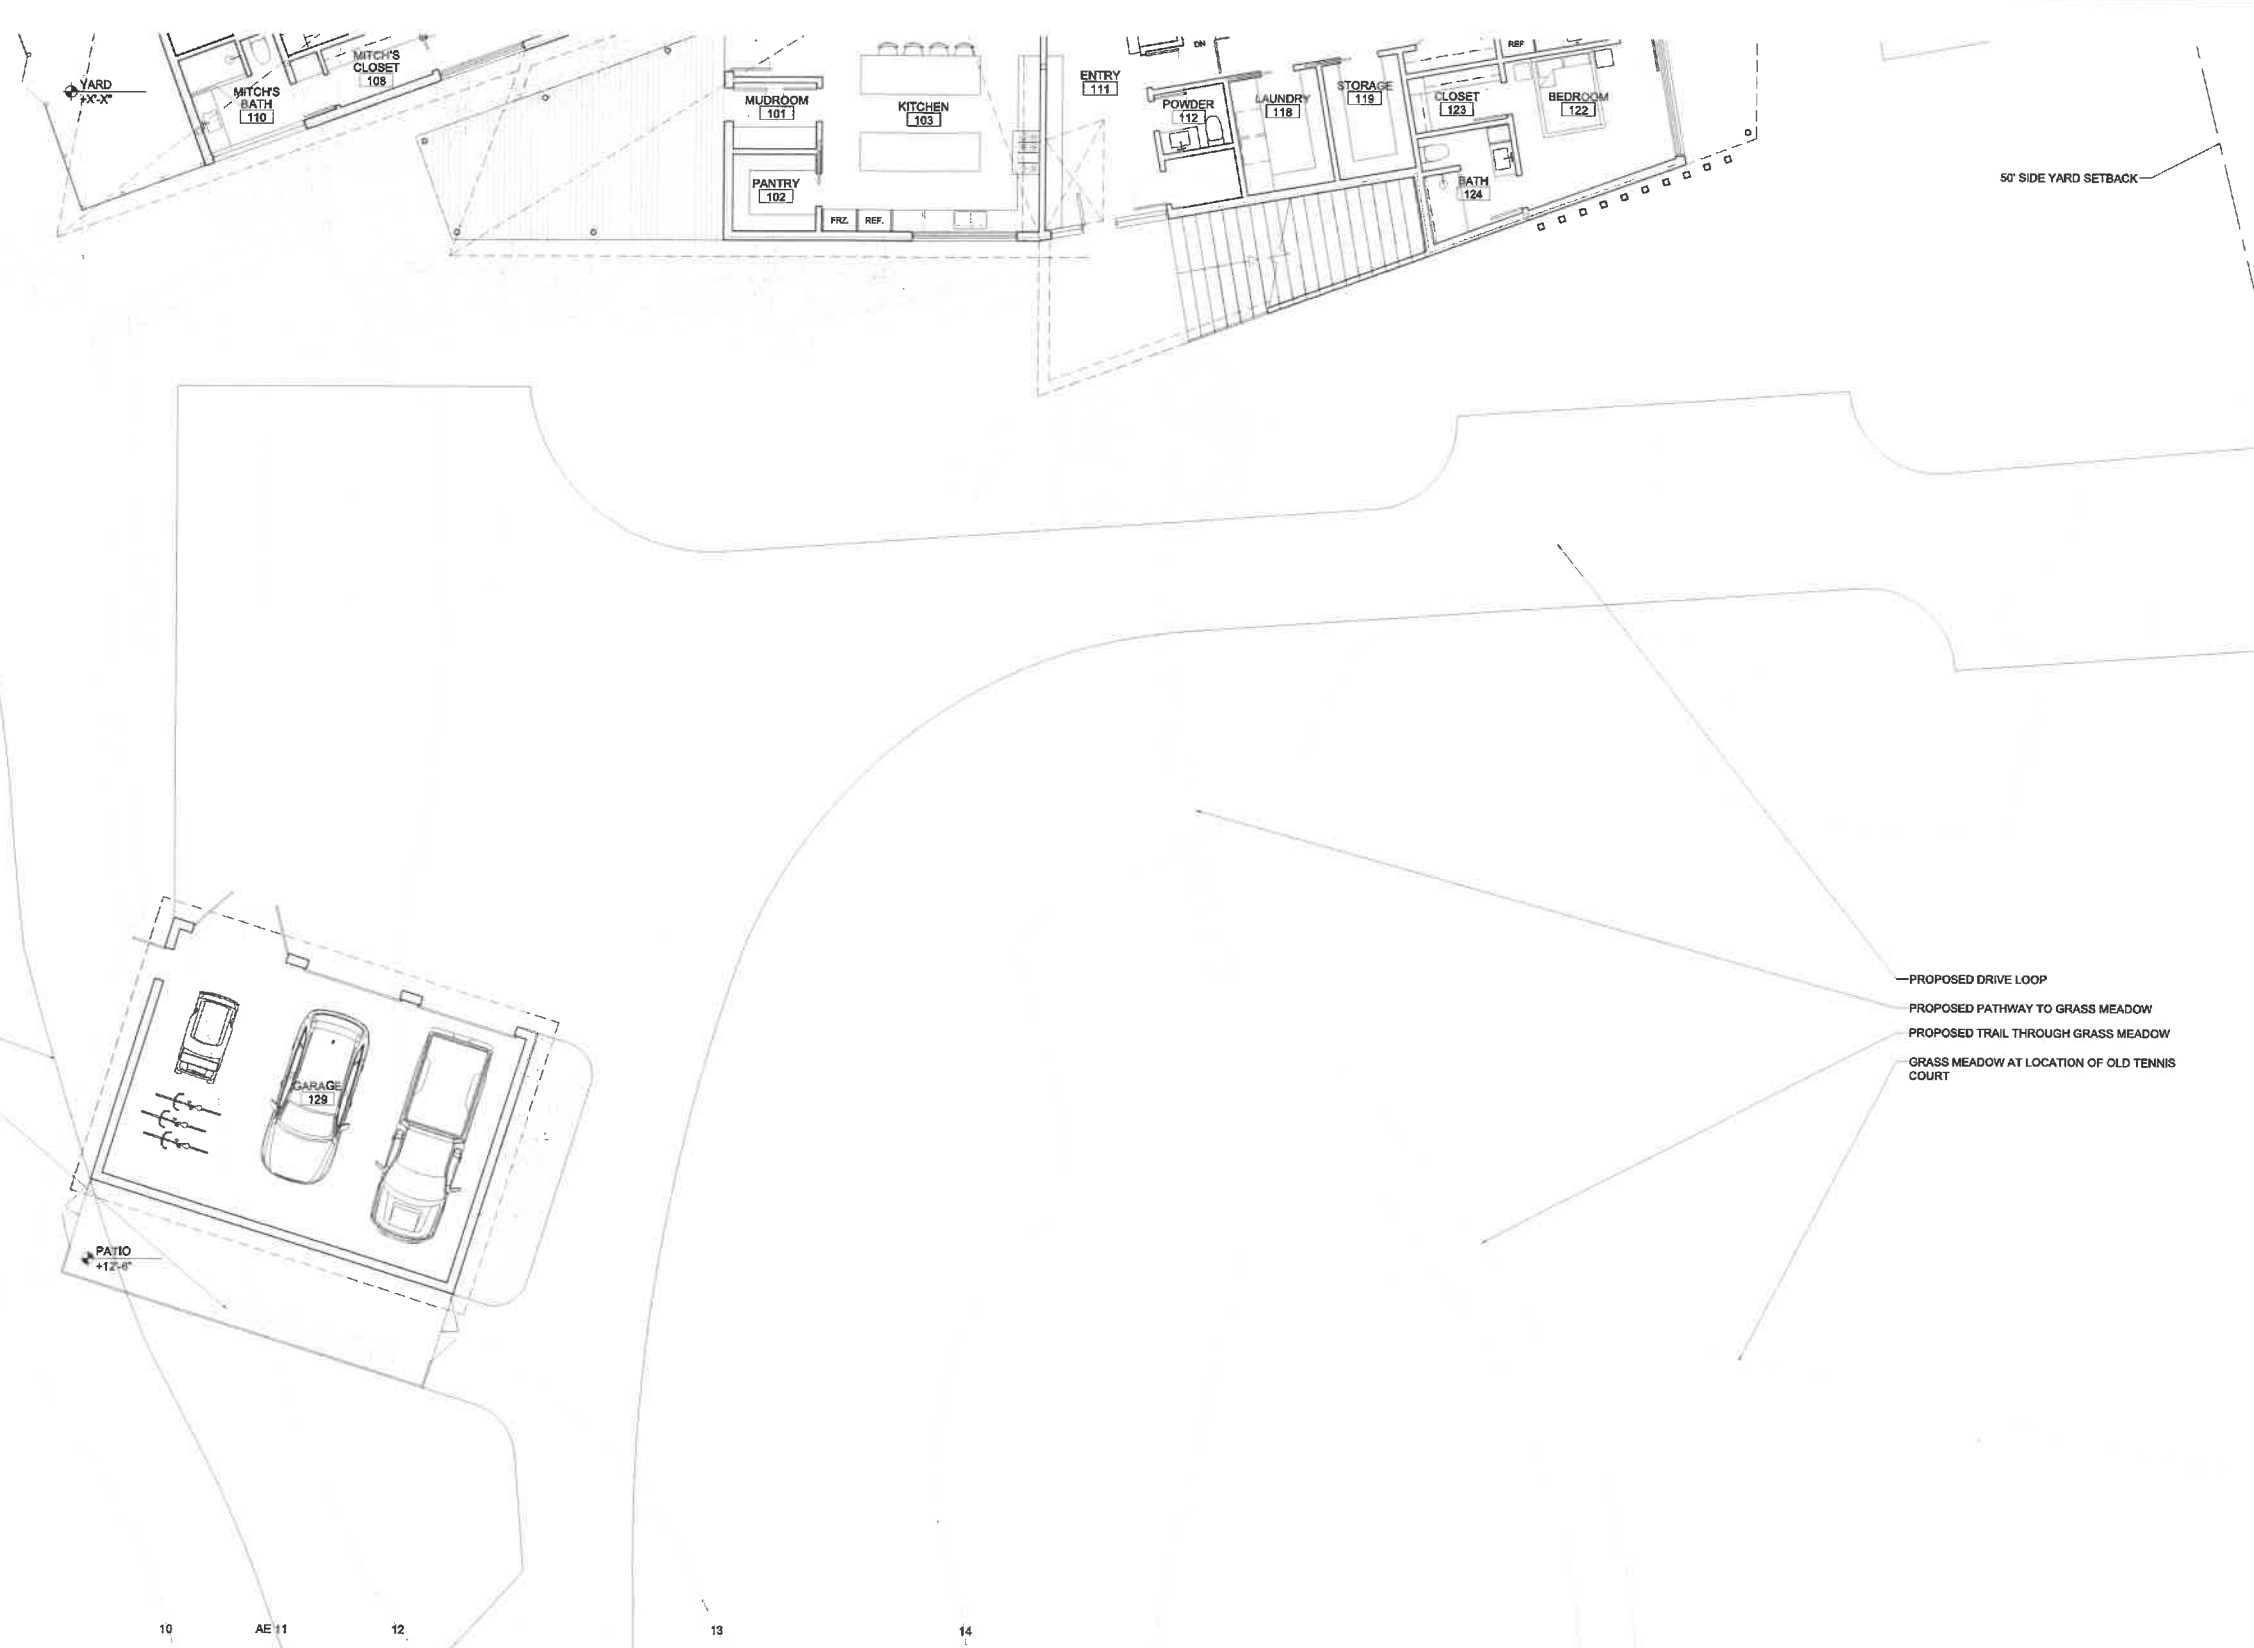 YARD
+X'-X"
MITCH'S
CLOSET
108
MITCH'S
BATH
110
MUDROOM
101
PANTRY
102
FRZ.
REF.
KITCHEN
103
ENTRY
111
DN
POWDER
112
LAUNDRY
118
STORAGE
119
REF
CLOSET
123
BEDROOM
122
BATH
124
50' SIDE YARD SETBACK
PROPOSED DRIVE LOOP
PROPOSED PATHWAY TO GRASS MEADOW
PROPOSED TRAIL THROUGH GRASS MEADOW
GRASS MEADOW AT LOCATION OF OLD TENNIS
COURT
GARAGE
129
PATIO
+12'-6"
10
AE 11
12
13
14